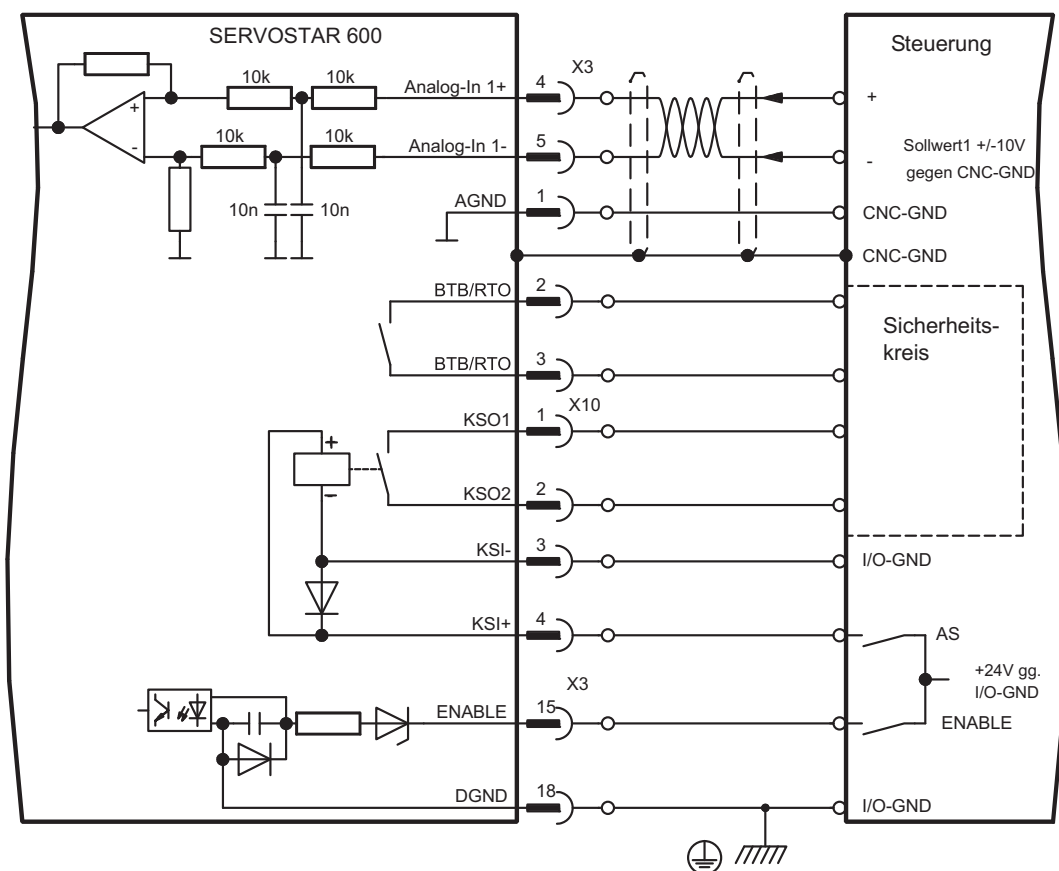 SERVOSTAR 600
Steuerung
10k
10k
Analog-In 1+
4
X3
+
+
-
10k
10k
Analog-In 1-
5
-
Sollwert1 +/-10V
gegen CNC-GND
10n
10n
AGND
1
CNC-GND
CNC-GND
BTB/RTO
2
Sicherheits-
kreis
BTB/RTO
3
X10
KSO1
1
+
-
KSO2
2
KSI-
3
I/O-GND
KSI+
4
AS
+24V gg.
I/O-GND
X3
ENABLE
15
ENABLE
DGND
18
I/O-GND